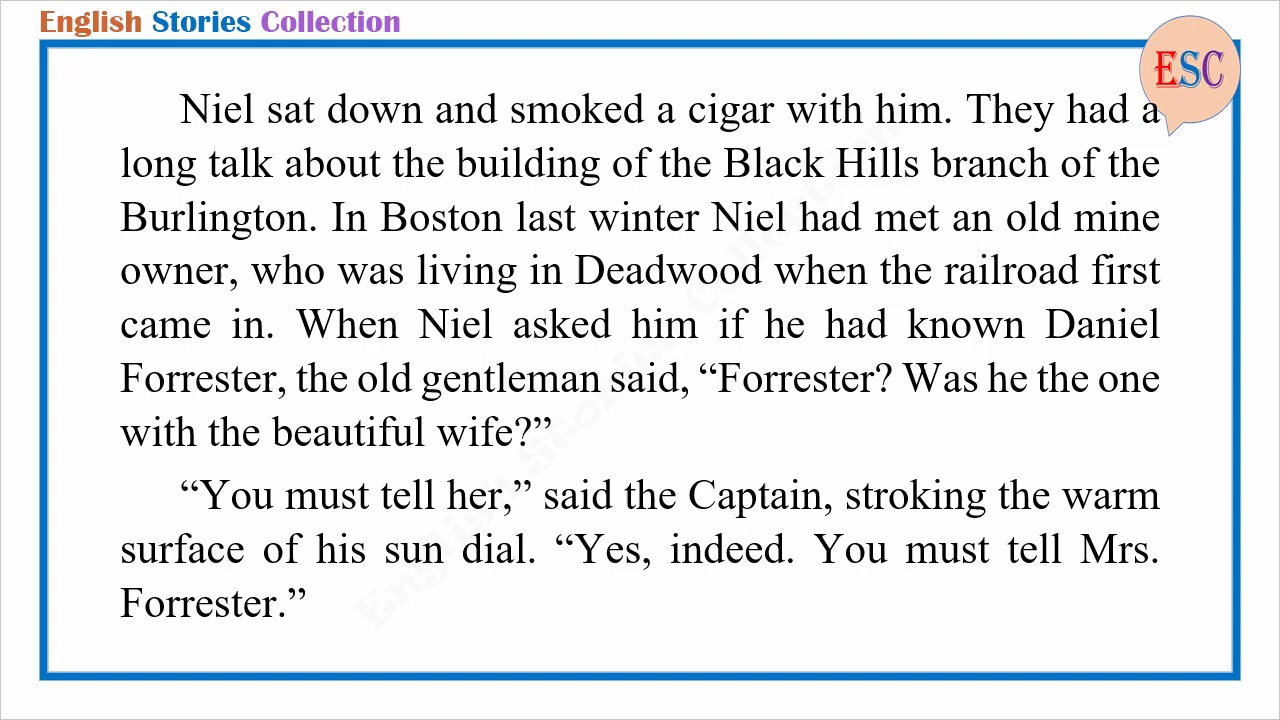 English Stories Collection
ESC
Niel sat down and smoked a cigar with him. They had a
long talk about the building of the Black Hills branch of the
Burlington. In Boston last winter Niel had met an old mine
owner, who was living in Deadwood when the railroad first
came in. When Niel asked him if he had known Daniel
Forrester, the old gentleman said, “Forrester? Was he the one
with the beautiful wife?”
“You must tell her,” said the Captain, stroking the warm
surface of his sun dial. “Yes, indeed. You must tell Mrs.
Forrester.”
English Stories Collection